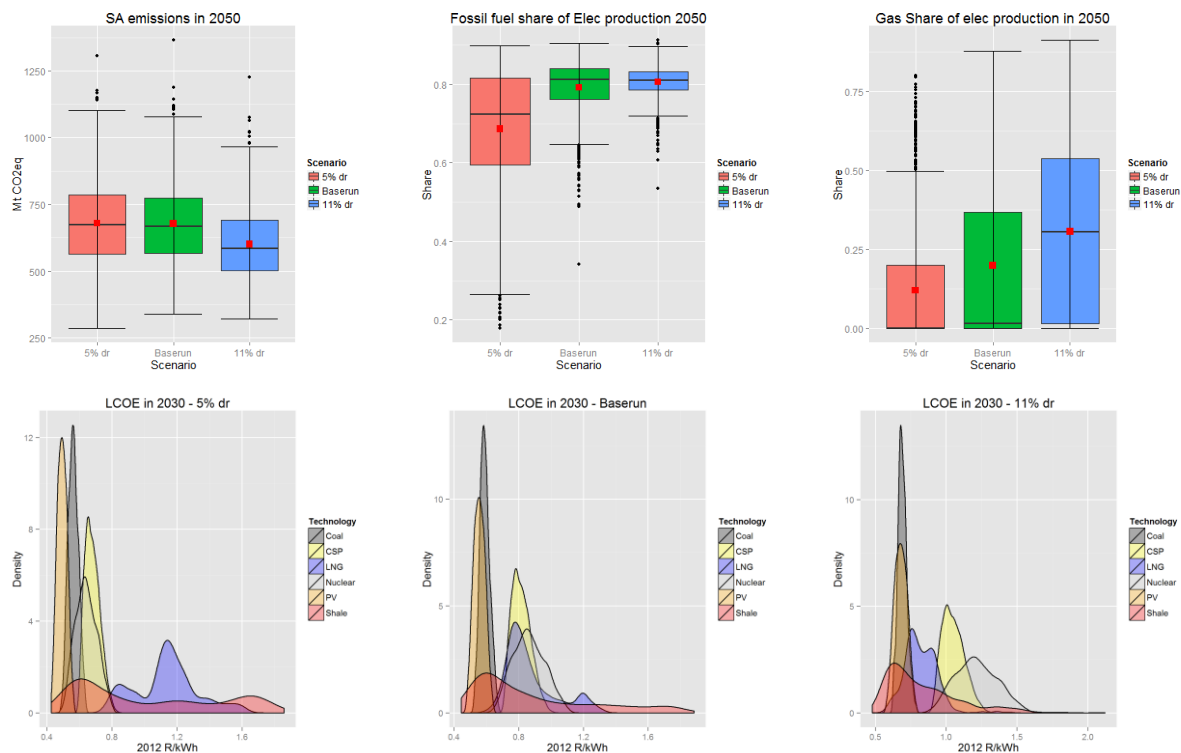 SA emissions in 2050
1250
1000
750
500
250
Mt CO2eq
5% dr
Baserun
11% dr
Scenario
Scenario
5% dr
Baserun
11% dr
Fossil fuel share of Elec production 2050
0.8
0.6
0.4
0.2
Share
5% dr
Baserun
11% dr
Scenario
Scenario
5% dr
Baserun
11% dr
Gas Share of elec production in 2050
0.75
0.50
0.25
0.00
Share
5% dr
Baserun
11% dr
Scenario
Scenario
5% dr
Baserun
11% dr
LCOE in 2030 - 5% dr
12
8
4
0
Density
0.4
0.8
1.2
1.6
2012 R/kWh
Technology
Coal
CSP
LNG
Nuclear
PV
Shale
LCOE in 2030 - Baserun
10
5
0
Density
0.4
0.8
1.2
1.6
2012 R/kWh
Technology
Coal
CSP
LNG
Nuclear
PV
Shale
LCOE in 2030 - 11% dr
10
5
0
Density
0.5
1.0
1.5
2.0
2012 R/kWh
Technology
Coal
CSP
LNG
Nuclear
PV
Shale